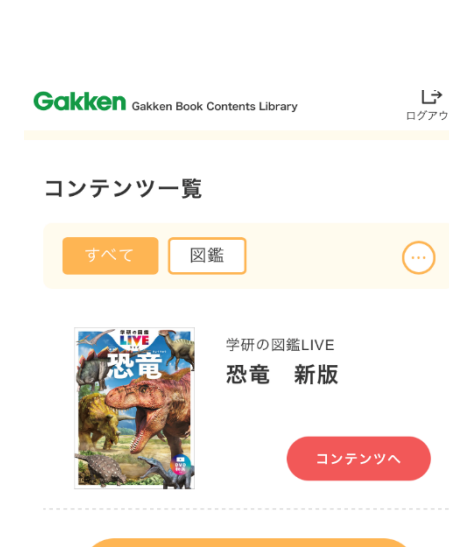 Gakken Gakken Book Contents Library
ログアウ
コンテンツ一覧
すべて
図鑑
学研の図鑑
LIVE
恐竜
学研の図鑑LIVE
恐竜 新版
コンテンツへ